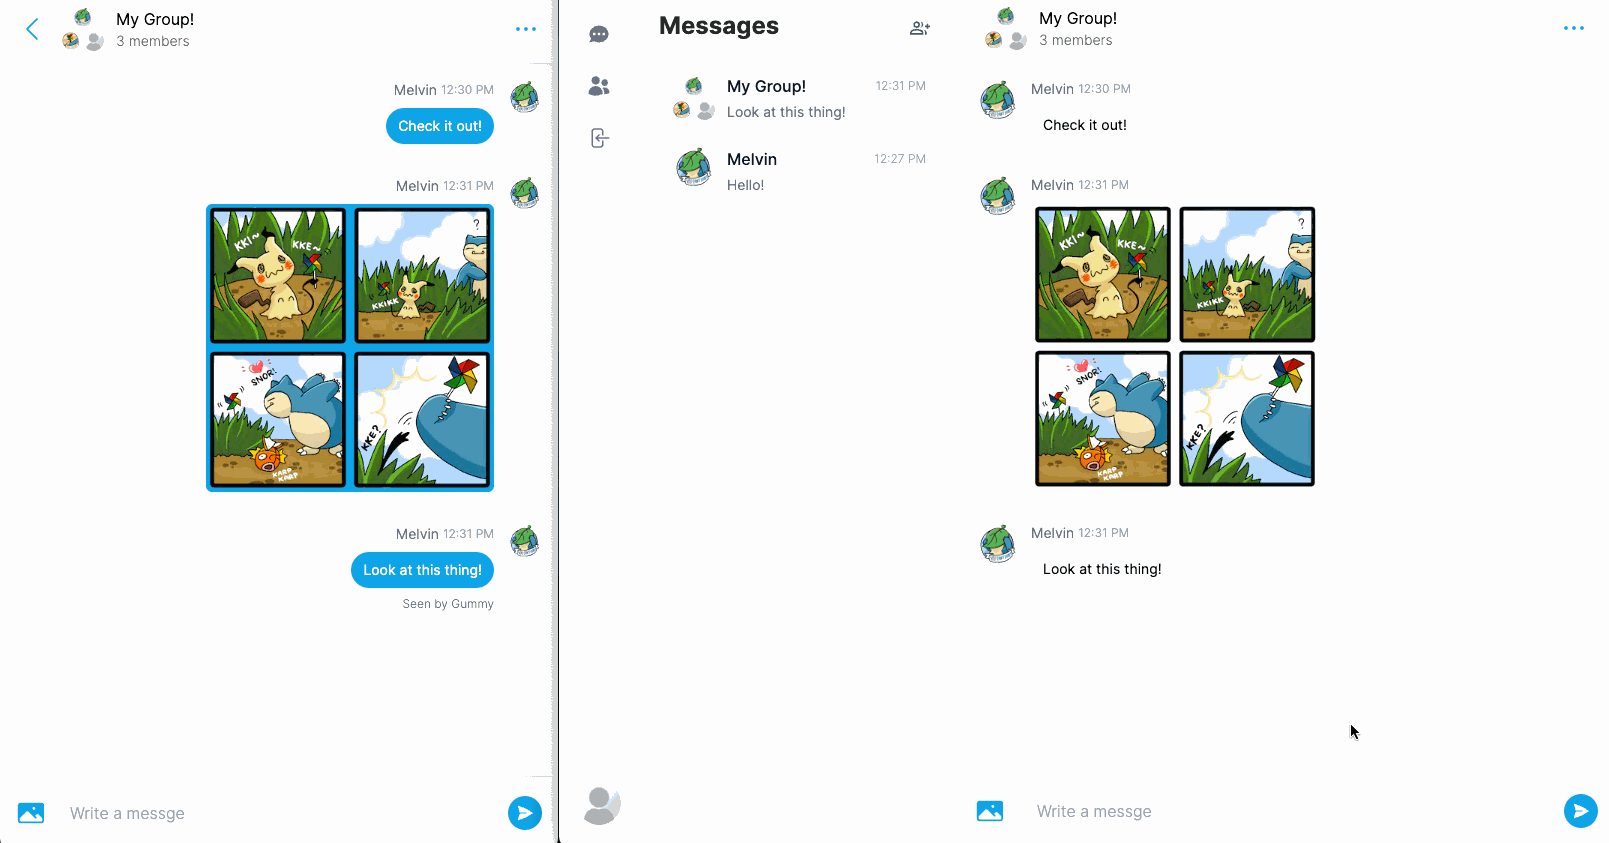 My Group!
3 members
Melvin 12:30 PM
Check it out!
Melvin 12:31 PM
KKI~
KKE~
?
KKIKK
SNOR!
KARP
KARP
KKE?
Melvin 12:31 PM
Look at this thing!
Seen by Gummy
Write a messge
Messages
My Group!
12:31 PM
Look at this thing!
Melvin
12:27 PM
Hello!
My Group!
3 members
Melvin 12:30 PM
Check it out!
Melvin 12:31 PM
KKI~
KKE~
?
KKIKK
SNOR!
KARP
KARP
KKE?
Melvin 12:31 PM
Look at this thing!
Write a messge